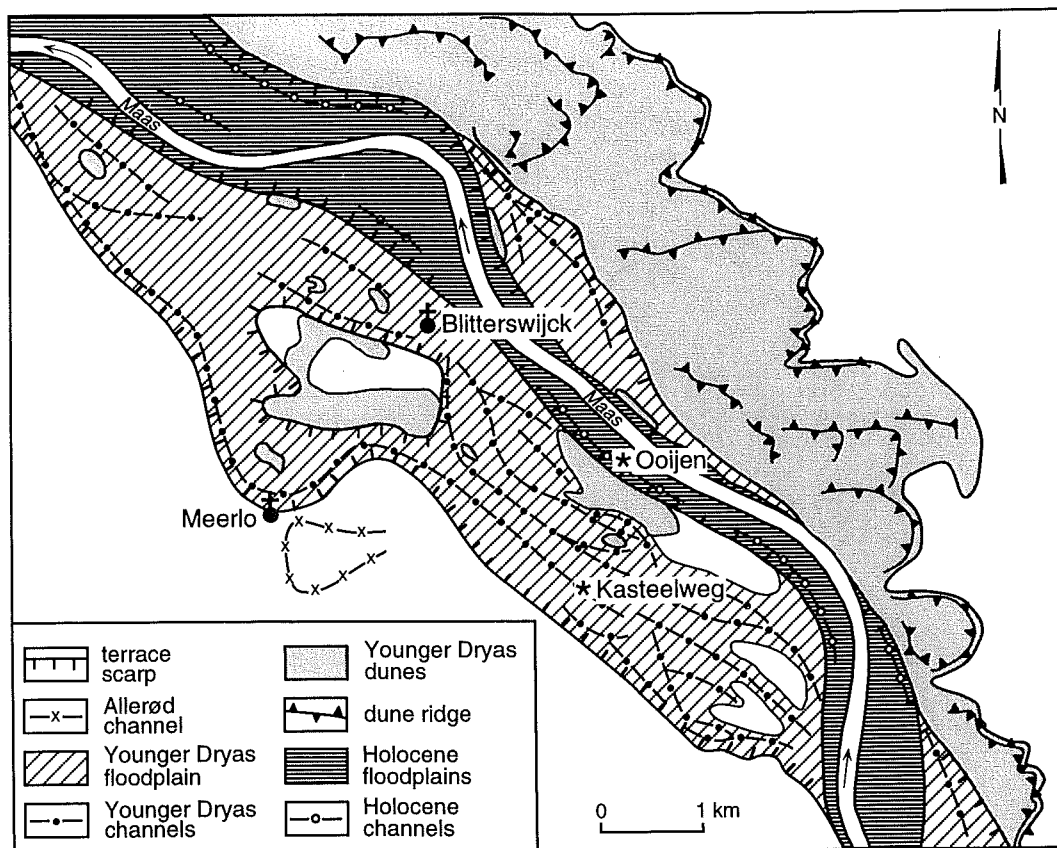 N
Maas
Blitterswijck
Maas
Ooijen
Meerlo
Kasteelweg
terrace
scarp
Allerød
channel
Younger Dryas
floodplain
Younger Dryas
channels
Younger Dryas
dunes
dune ridge
Holocene
floodplains
Holocene
channels
0 1 km